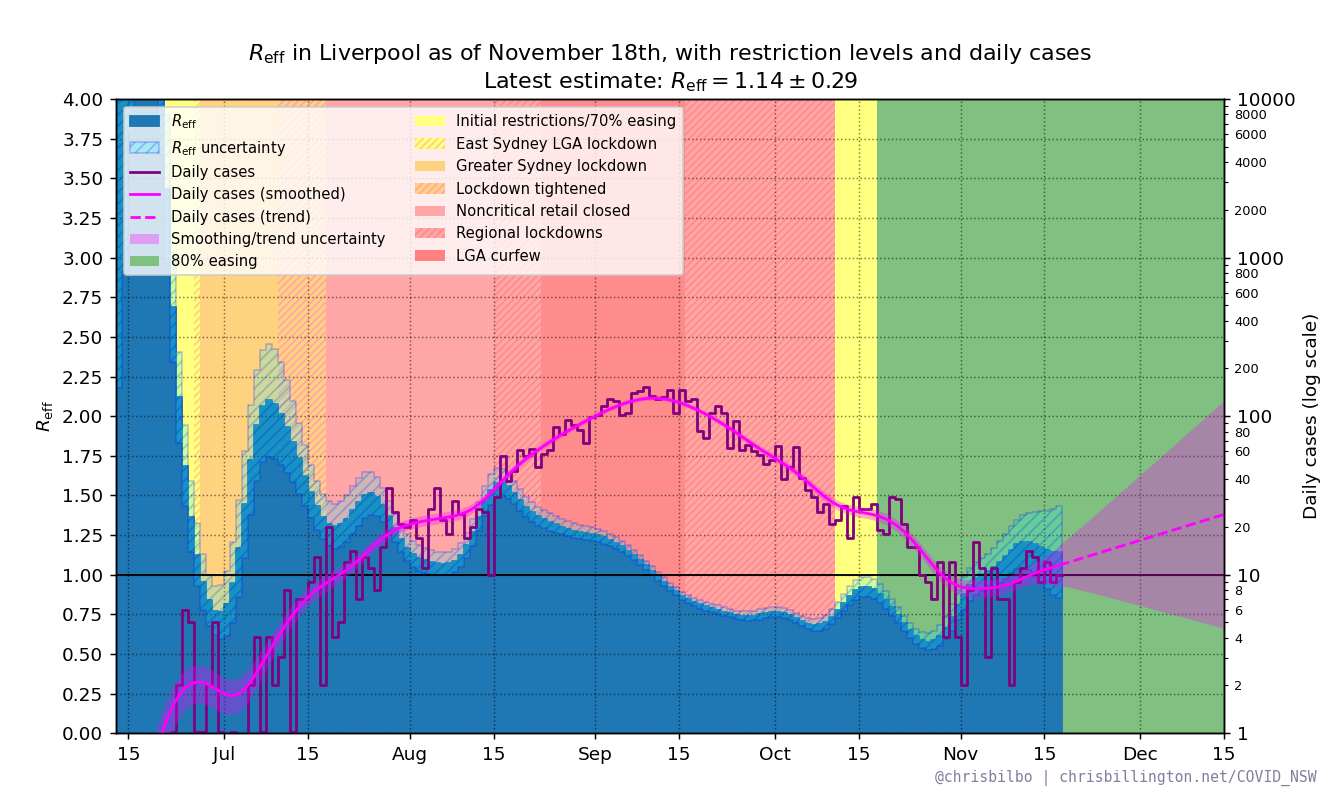 R_eff in Liverpool as of November 18th, with restriction levels and daily cases
Latest estimate: R_eff = 1.14 ± 0.29
R_eff
R_eff uncertainty
Daily cases
Daily cases (smoothed)
Daily cases (trend)
Smoothing/trend uncertainty
80% easing
Initial restrictions/70% easing
East Sydney LGA lockdown
Greater Sydney lockdown
Lockdown tightened
Noncritical retail closed
Regional lockdowns
LGA curfew
R_eff
4.00
3.75
3.50
3.25
3.00
2.75
2.50
2.25
2.00
1.75
1.50
1.25
1.00
0.75
0.50
0.25
0.00
10000
8000
6000
4000
2000
1000
800
600
400
200
100
80
60
40
20
10
8
6
4
2
1
Daily cases (log scale)
15 Jul 15 Aug 15 Sep 15 Oct 15 Nov 15 Dec 15
@chrisbilbo | chrisbillington.net/COVID_NSW